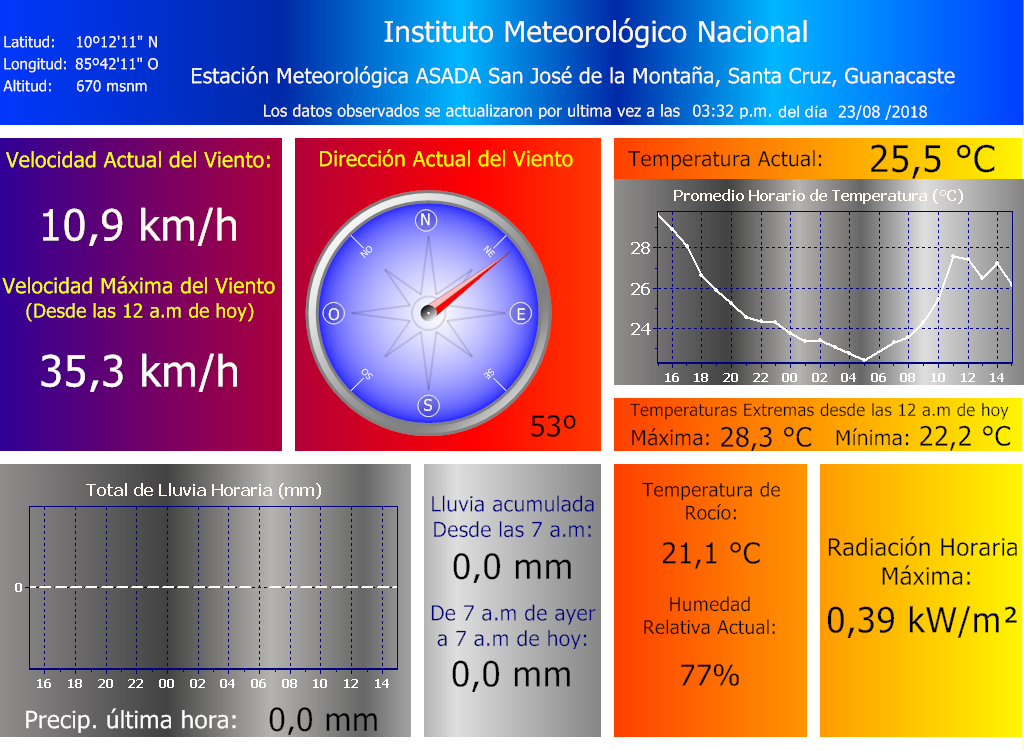 Instituto Meteorológico Nacional
Latitud: 10º12'11" N
Longitud: 85º42'11" O
Altitud: 670 msnm
Estación Meteorológica ASADA San José de la Montaña, Santa Cruz, Guanacaste
Los datos observados se actualizaron por ultima vez a las 03:32 p.m. del día 23/08 /2018
Velocidad Actual del Viento:
10,9 km/h
Velocidad Máxima del Viento
(Desde las 12 a.m de hoy)
35,3 km/h
Dirección Actual del Viento
N
NO
NE
O
E
SO
SE
S
53º
Temperatura Actual: 25,5 °C
Promedio Horario de Temperatura (°C)
28
26
24
16 18 20 22 00 02 04 06 08 10 12 14
Temperaturas Extremas desde las 12 a.m de hoy
Máxima: 28,3 °C Mínima: 22,2 °C
Total de Lluvia Horaria (mm)
0
16 18 20 22 00 02 04 06 08 10 12 14
Precip. última hora: 0,0 mm
Lluvia acumulada
Desde las 7 a.m:
0,0 mm
De 7 a.m de ayer
a 7 a.m de hoy:
0,0 mm
Temperatura de
Rocío:
21,1 °C
Humedad
Relativa Actual:
77%
Radiación Horaria
Máxima:
0,39 kW/m²